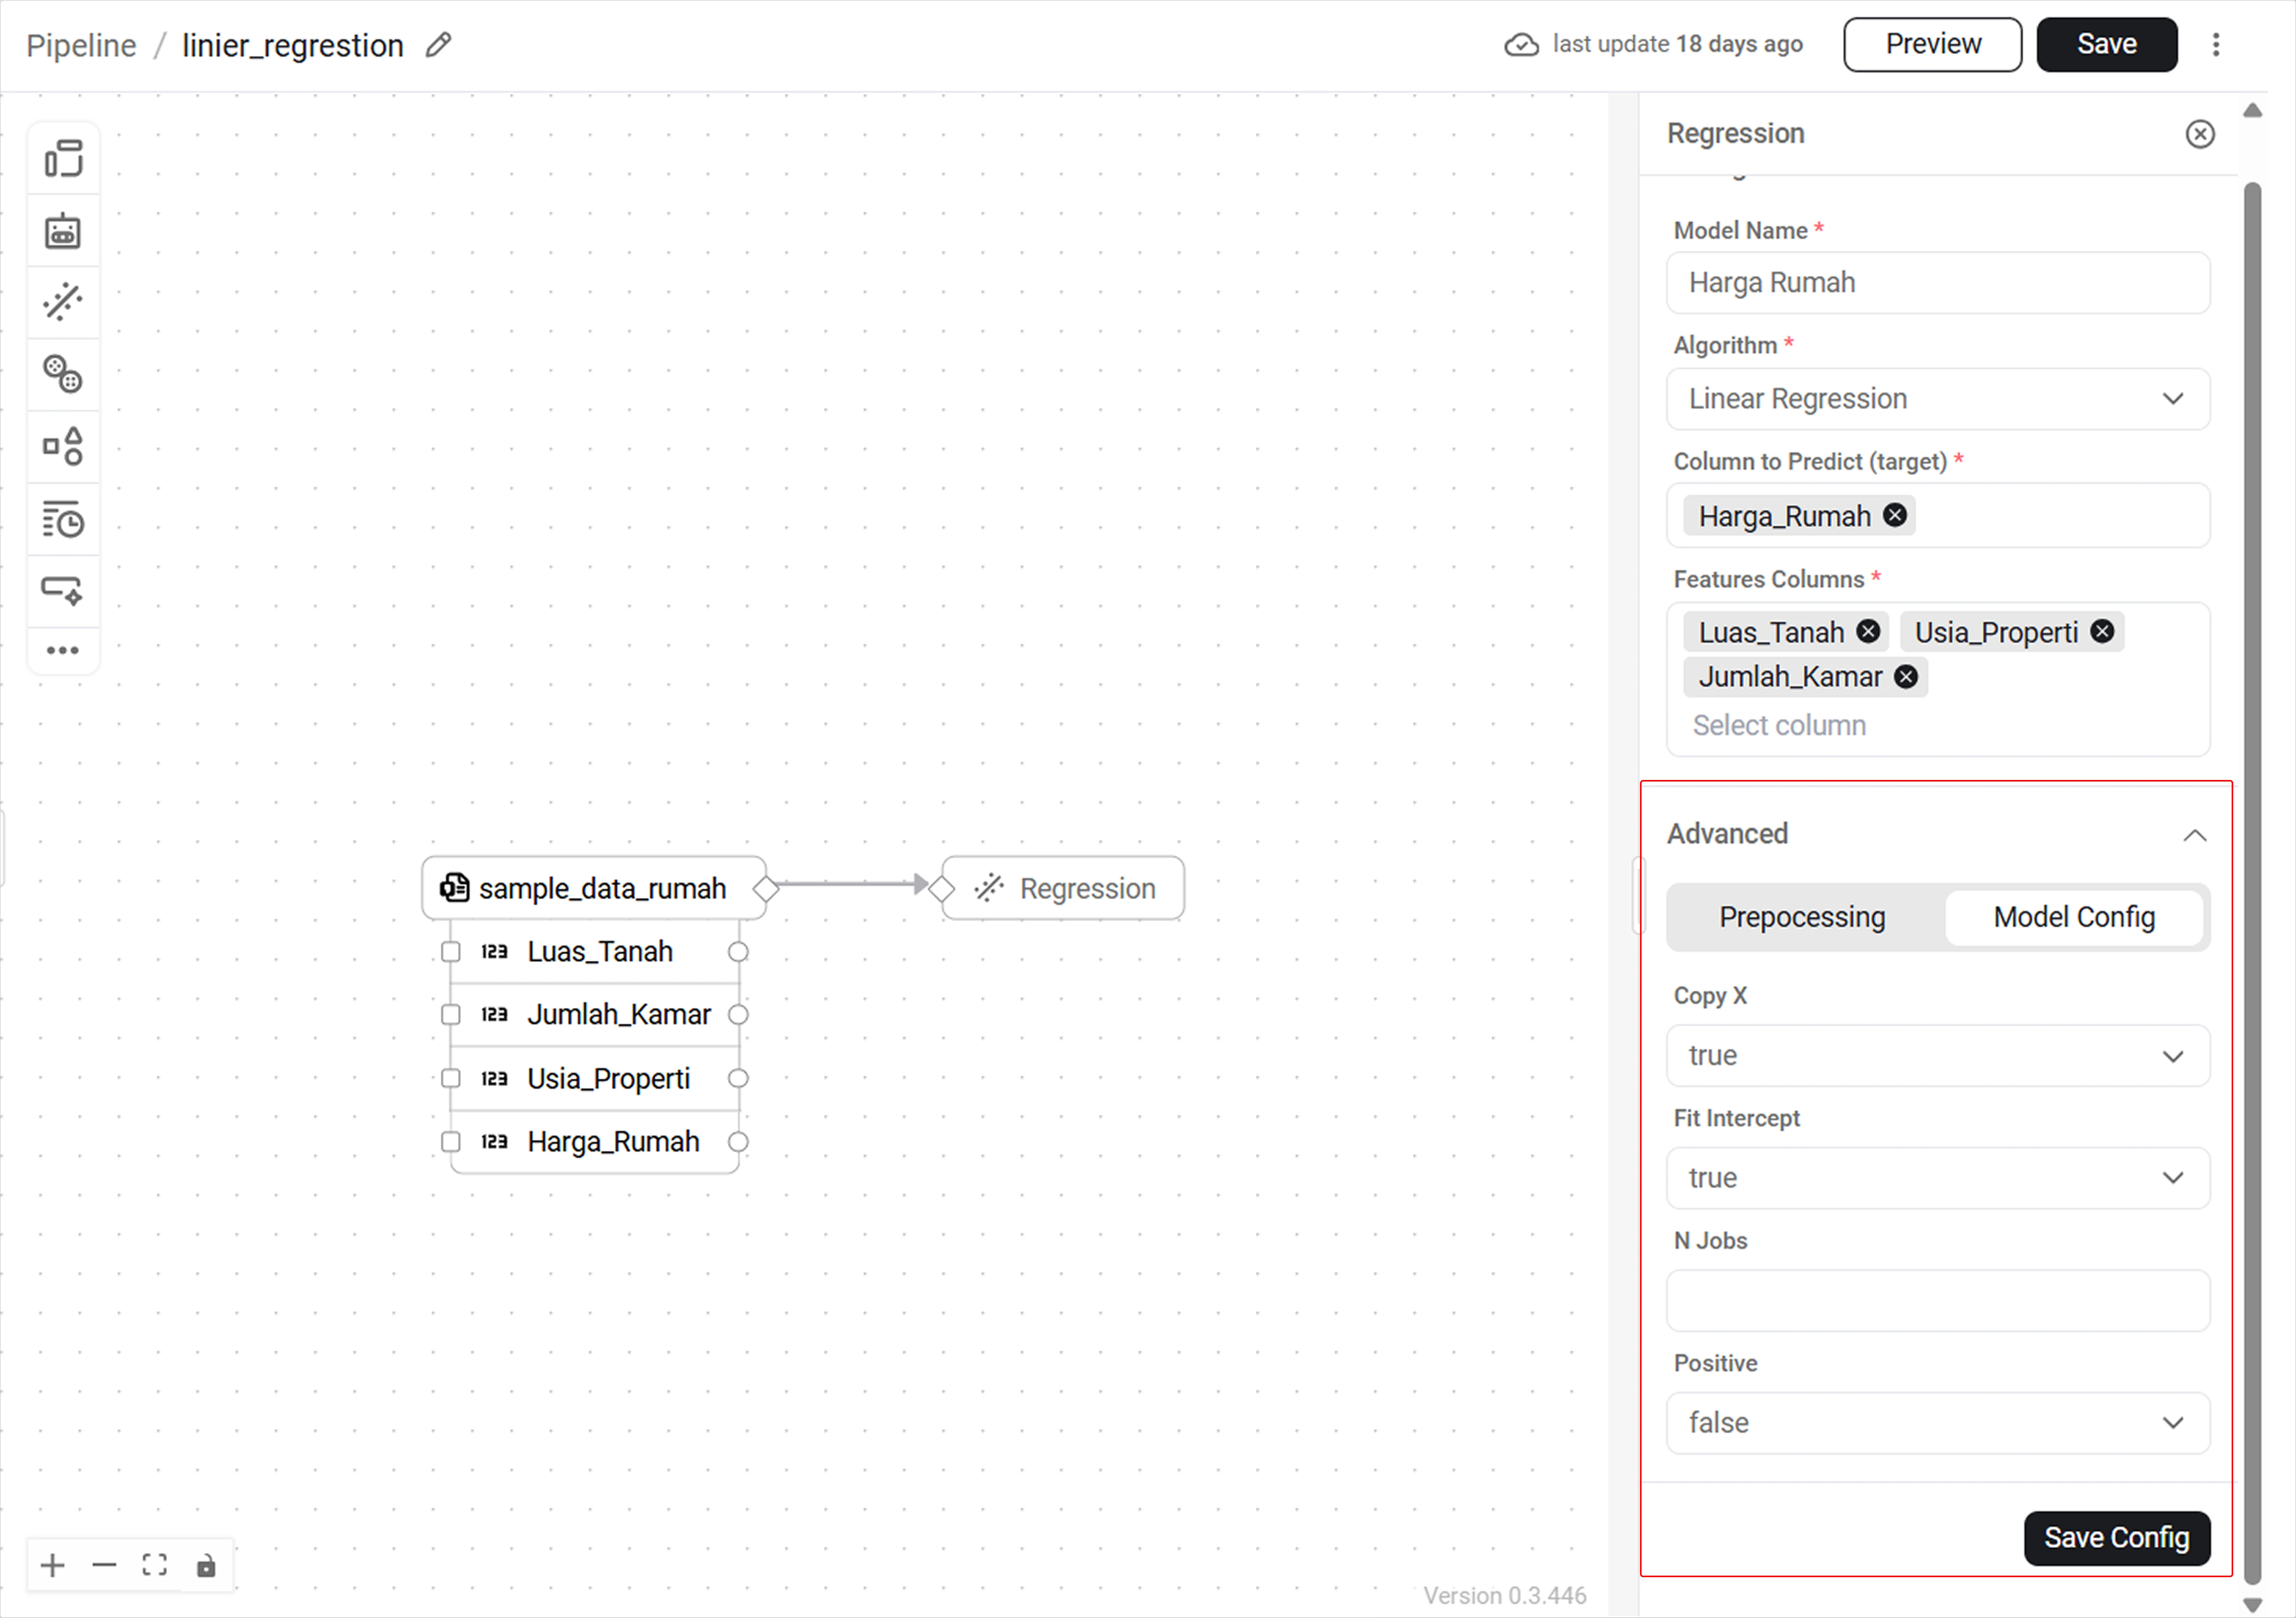 Pipeline / linier_regrestion
last update 18 days ago
Preview
Save
Regression
Model Name *
Harga Rumah
Algorithm *
Linear Regression
Column to Predict (target) *
Harga_Rumah
Features Columns *
Luas_Tanah Usia_Properti
Jumlah_Kamar
Select column
Advanced
Prepocessing Model Config
Copy X
true
Fit Intercept
true
N Jobs
Positive
false
Save Config
sample_data_rumah
123 Luas_Tanah
123 Jumlah_Kamar
123 Usia_Properti
123 Harga_Rumah
Regression
Version 0.3.446